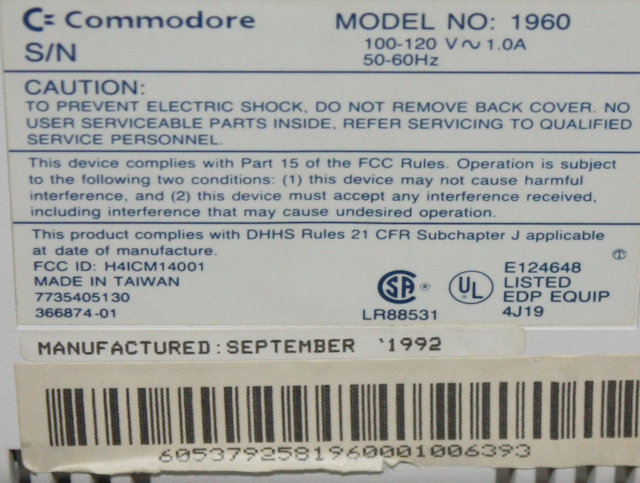 C= Commodore MODEL NO: 1960
100-120 V ~ 1.0A
S/N 50-60Hz
CAUTION:
TO PREVENT ELECTRIC SHOCK, DO NOT REMOVE BACK COVER. NO
USER SERVICEABLE PARTS INSIDE, REFER SERVICING TO QUALIFIED
SERVICE PERSONNEL.
This device complies with Part 15 of the FCC Rules. Operation is subject
to the following two conditions: (1) this device may not cause harmful
interference, and (2) this device must accept any interference received,
including interference that may cause undesired operation.
This product complies with DHHS Rules 21 CFR Subchapter J applicable
at date of manufacture.
FCC ID: H4ICM14001
MADE IN TAIWAN
7735405130
366874-01
SA ®
LR88531
UL ®
E124648
LISTED
EDP EQUIP
4J19
MANUFACTURED:SEPTEMBER '1992
6053792581960001006393